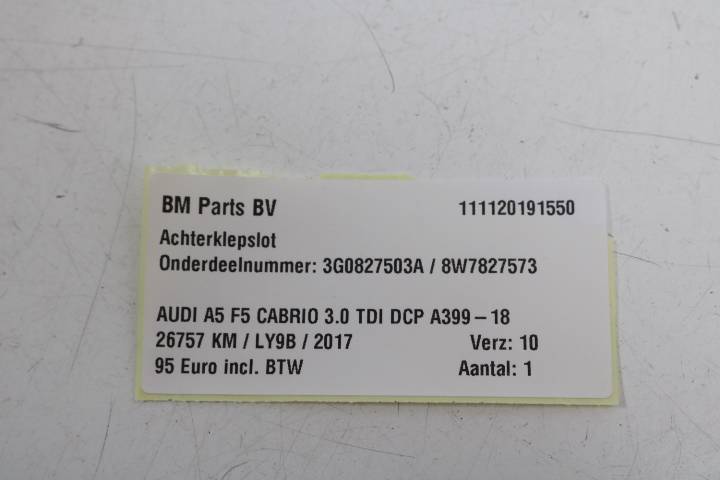 BM Parts BV 111120191550
Achterklepslot
Onderdeelnummer: 3G0827503A / 8W7827573
AUDI A5 F5 CABRIO 3.0 TDI DCP A399 – 18
26757 KM / LY9B / 2017 Verz: 10
95 Euro incl. BTW Aantal: 1